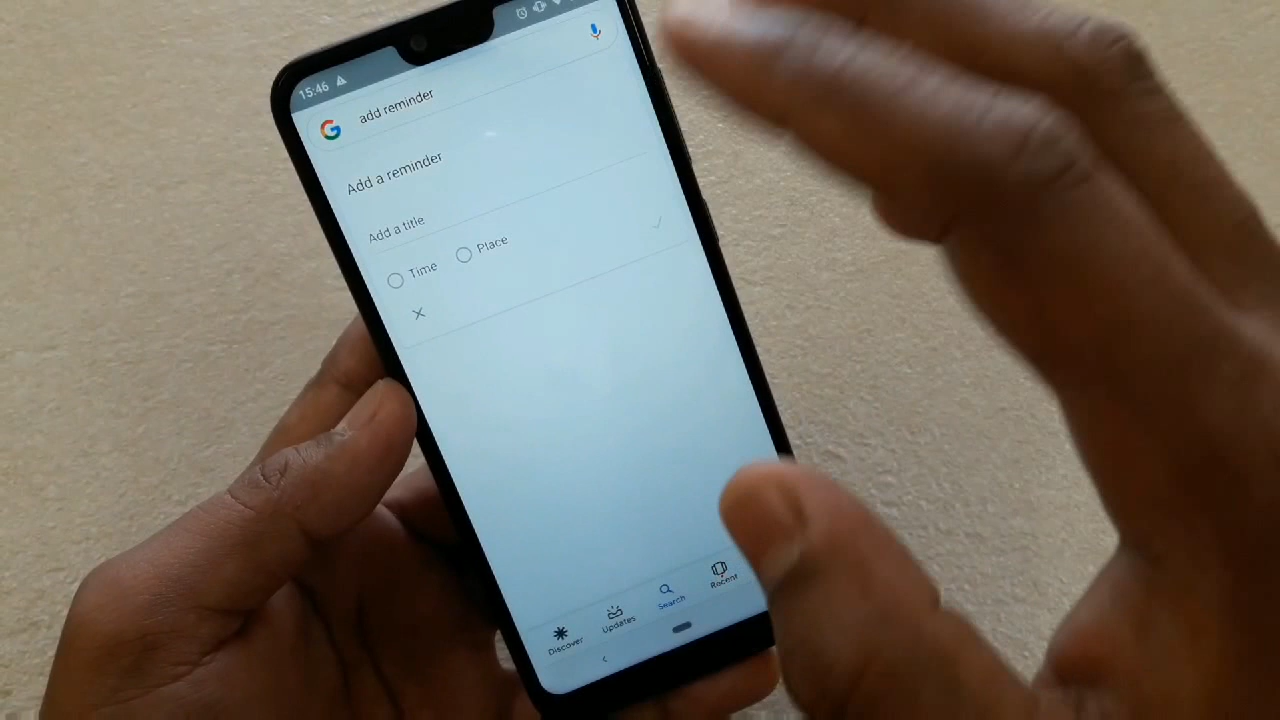 15:46
add reminder
Add a reminder
Add a title
Time Place
Discover Updates Search Recent